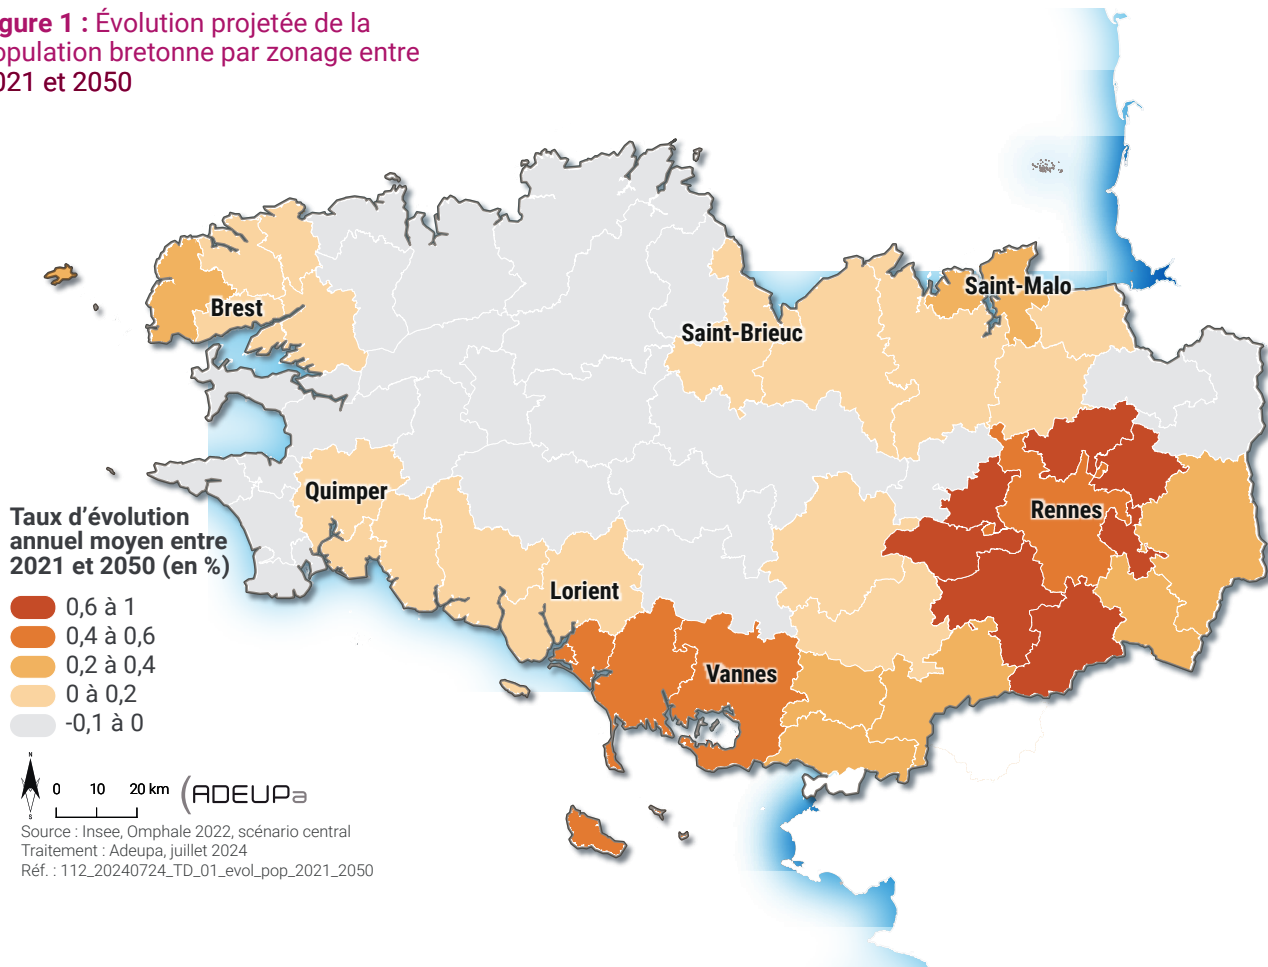 igure 1 : Évolution projetée de la
opulation bretonne par zonage entre
021 et 2050
Saint-Malo
Brest
Saint-Brieuc
Quimper
Rennes
Lorient
Vannes
Taux d’évolution
annuel moyen entre
2021 et 2050 (en %)
0,6 à 1
0,4 à 0,6
0,2 à 0,4
0 à 0,2
-0,1 à 0
N
S
0 10 20 km
ADEUPa
Source : Insee, Omphale 2022, scénario central
Traitement : Adeupa, juillet 2024
Réf. : 112_20240724_TD_01_evol_pop_2021_2050